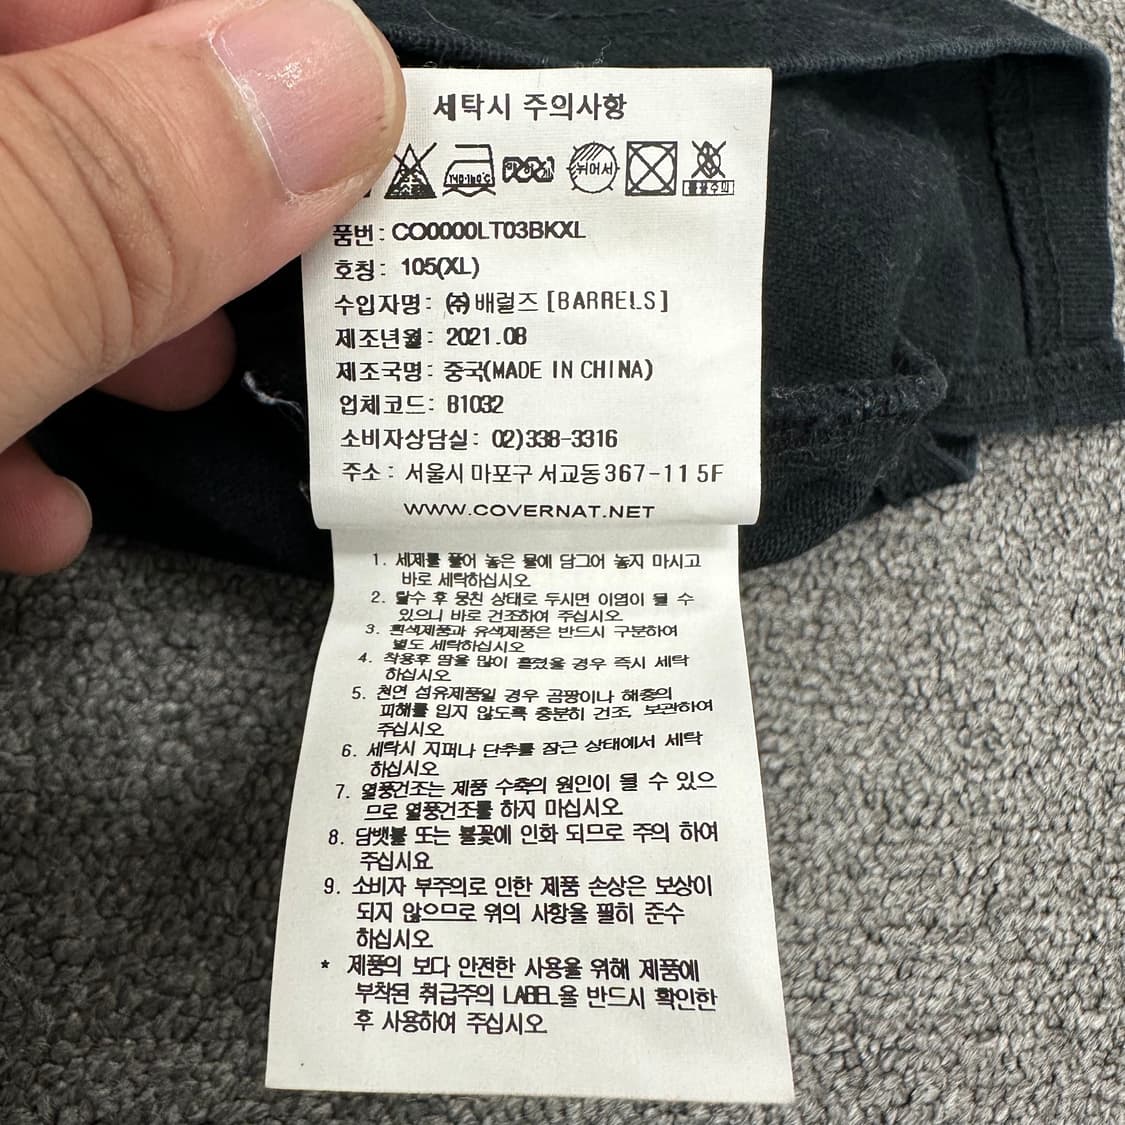 세탁시 주의사항
140-160℃ 뉘어서
품번: CO0000LT03BKXL
호칭: 105(XL)
수입자명: ㈜배럴즈 [BARRELS]
제조년월: 2021.08
제조국명: 중국(MADE IN CHINA)
업체코드: B1032
소비자상담실: 02)338-3316
주소: 서울시 마포구 서교동367-11 5F
WWW.COVERNAT.NET
1. 세제를 풀어 놓은 물에 담그어 놓지 마시고
바로 세탁하십시오
2. 탈수 후 뭉친 상태로 두시면 이염이 될 수
있으니 바로 건조하여 주십시오
3. 흰색제품과 유색제품은 반드시 구분하여
별도 세탁하십시오
4. 착용후 땀을 많이 흘렸을 경우 즉시 세탁
하십시오
5. 천연 섬유제품일 경우 곰팡이나 해충의
피해를 입지 않도록 충분히 건조, 보관하여
주십시오
6. 세탁시 지퍼나 단추를 잠근 상태에서 세탁
하십시오
7. 열풍건조는 제품 수축의 원인이 될 수 있으
므로 열풍건조를 하지 마십시오
8. 담뱃불 또는 불꽃에 인화 되므로 주의 하여
주십시요
9. 소비자 부주의로 인한 제품 손상은 보상이
되지 않으므로 위의 사항을 필히 준수
하십시오
* 제품의 보다 안전한 사용을 위해 제품에
부착된 취급주의 LABEL을 반드시 확인한
후 사용하여 주십시오